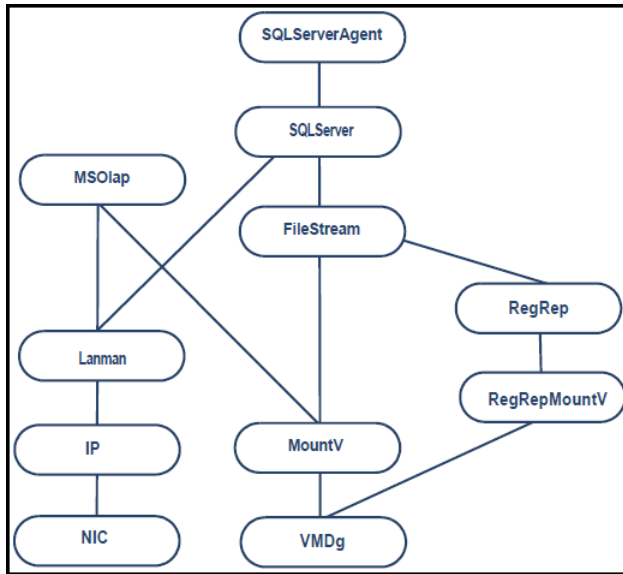 SQLServerAgent
SQLServer
MSOlap
FileStream
RegRep
Lanman
RegRepMountV
IP
MountV
NIC
VMDg